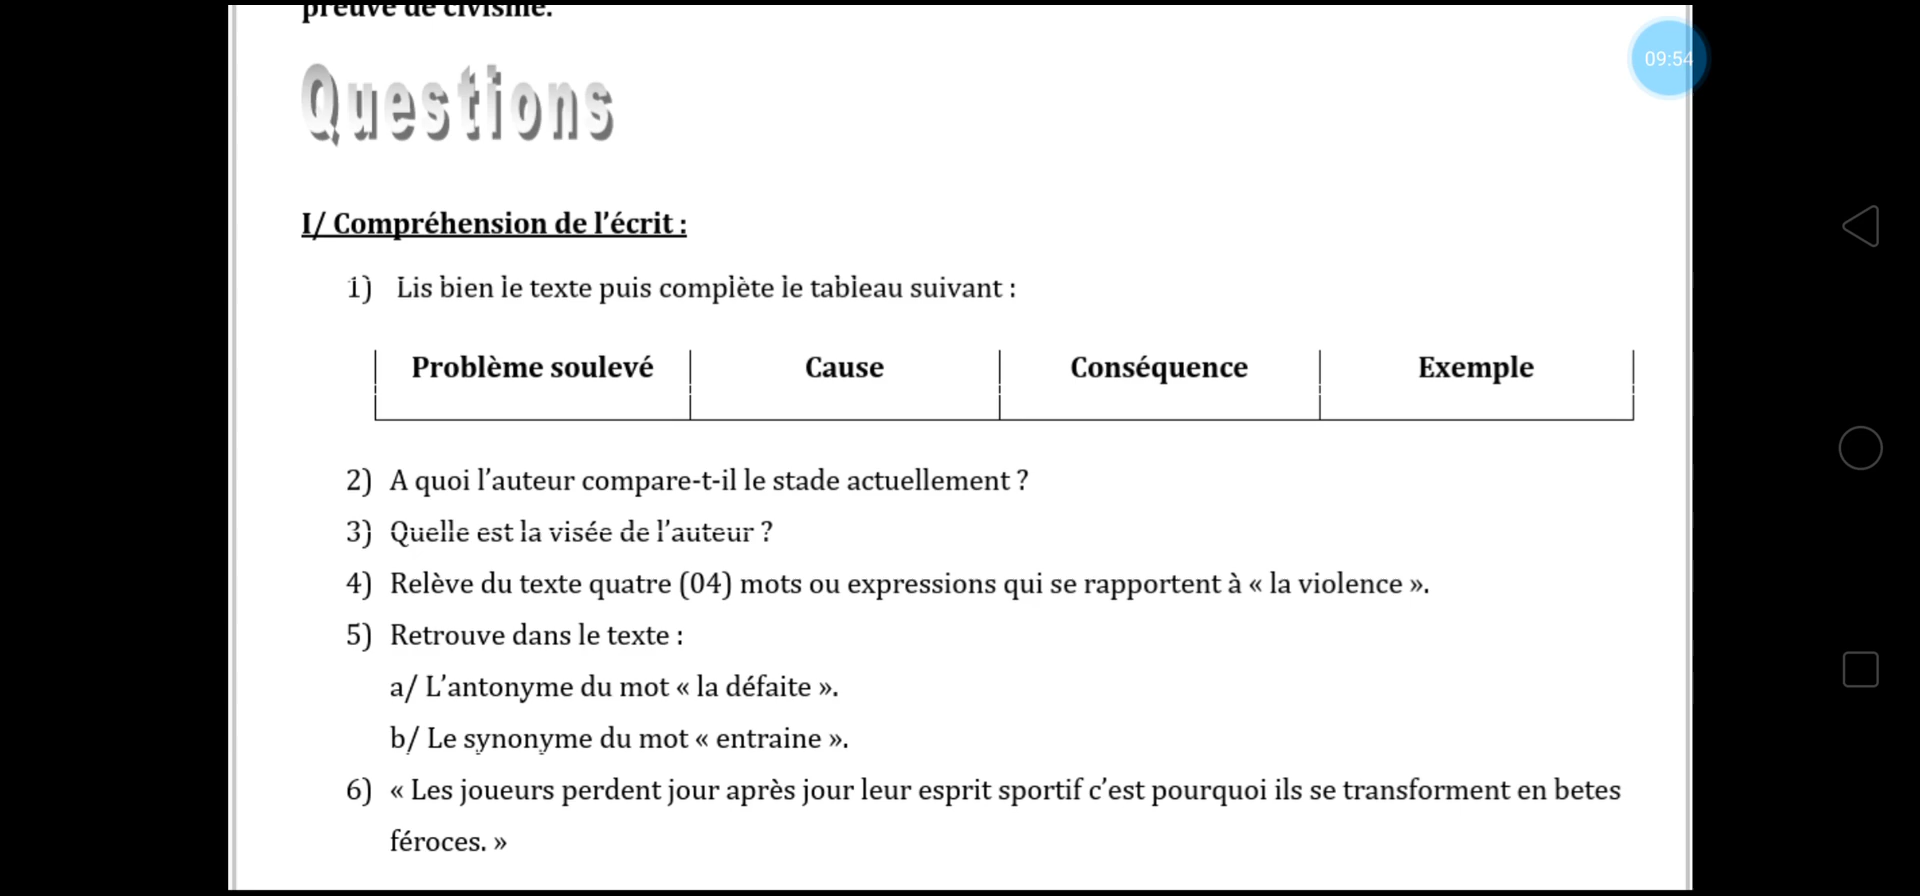 preuve de civisme.
09:54
Questions
I/ Compréhension de l’écrit :
1) Lis bien le texte puis complète le tableau suivant :
Problème soulevé Cause Conséquence Exemple
2) A quoi l’auteur compare-t-il le stade actuellement ?
3) Quelle est la visée de l’auteur ?
4) Relève du texte quatre (04) mots ou expressions qui se rapportent à « la violence ».
5) Retrouve dans le texte :
a/ L’antonyme du mot « la défaite ».
b/ Le synonyme du mot « entraine ».
6) « Les joueurs perdent jour après jour leur esprit sportif c’est pourquoi ils se transforment en betes
féroces. »